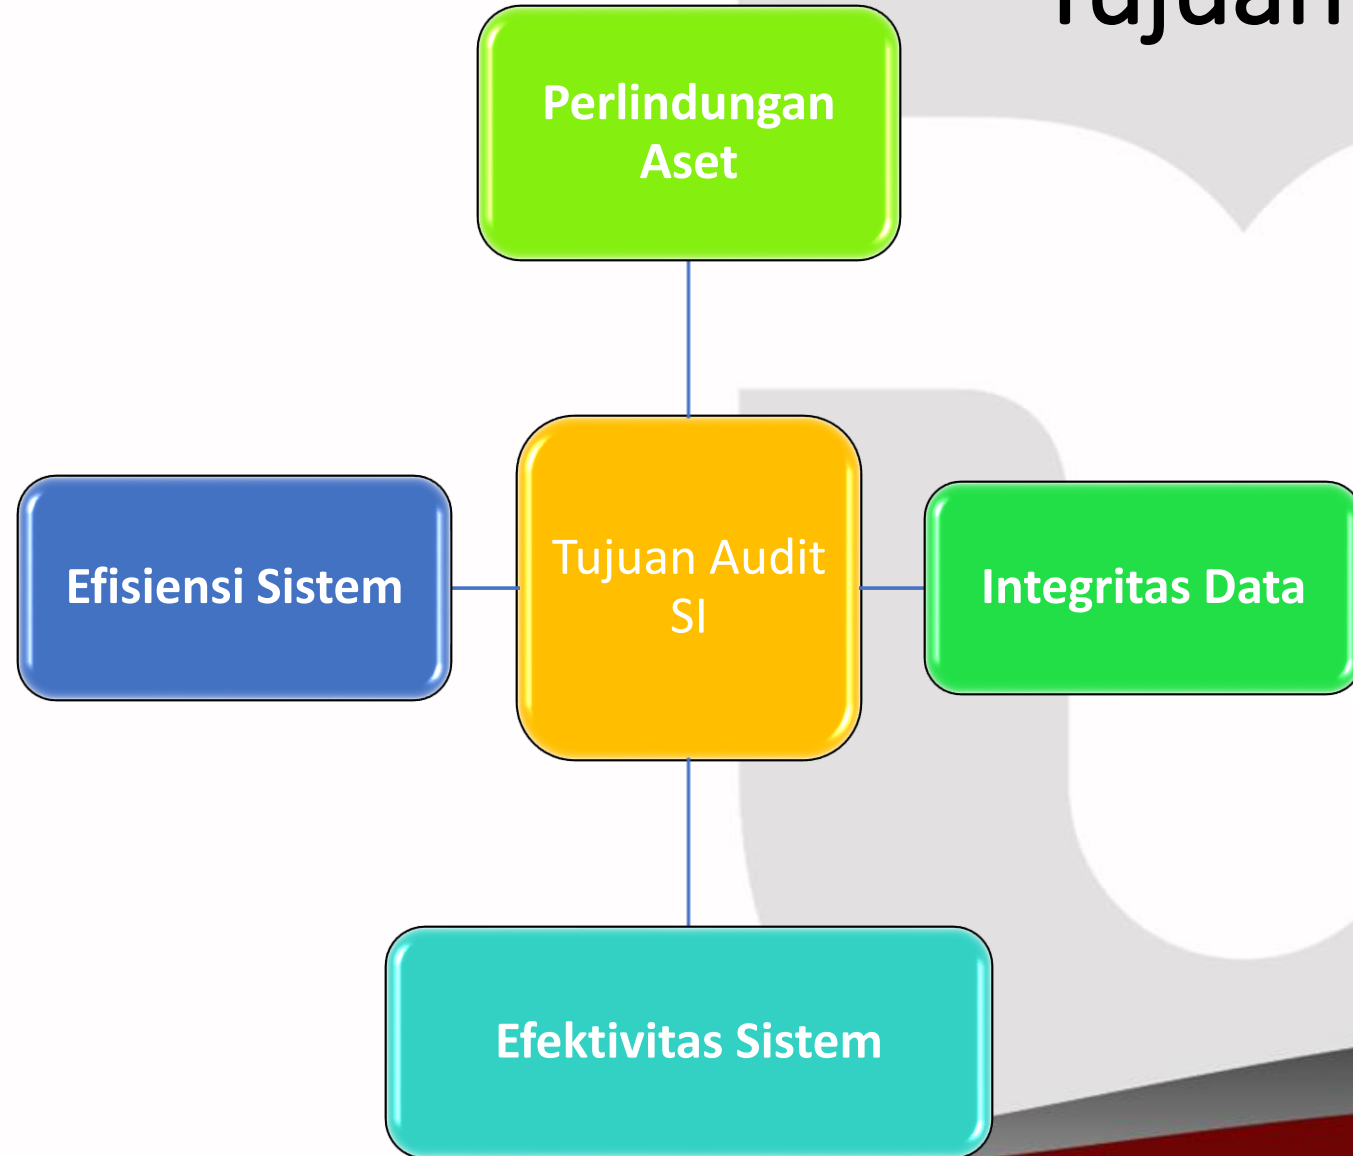 Tujuan
Perlindungan
Aset
Efisiensi Sistem
Tujuan Audit
SI
Integritas Data
Efektivitas Sistem